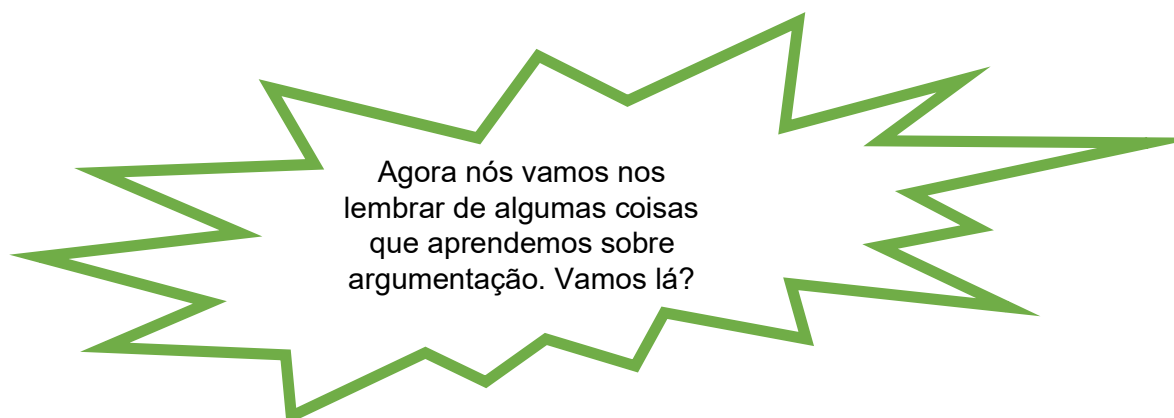 Agora nós vamos nos
lembrar de algumas coisas
que aprendemos sobre
argumentação. Vamos lá?